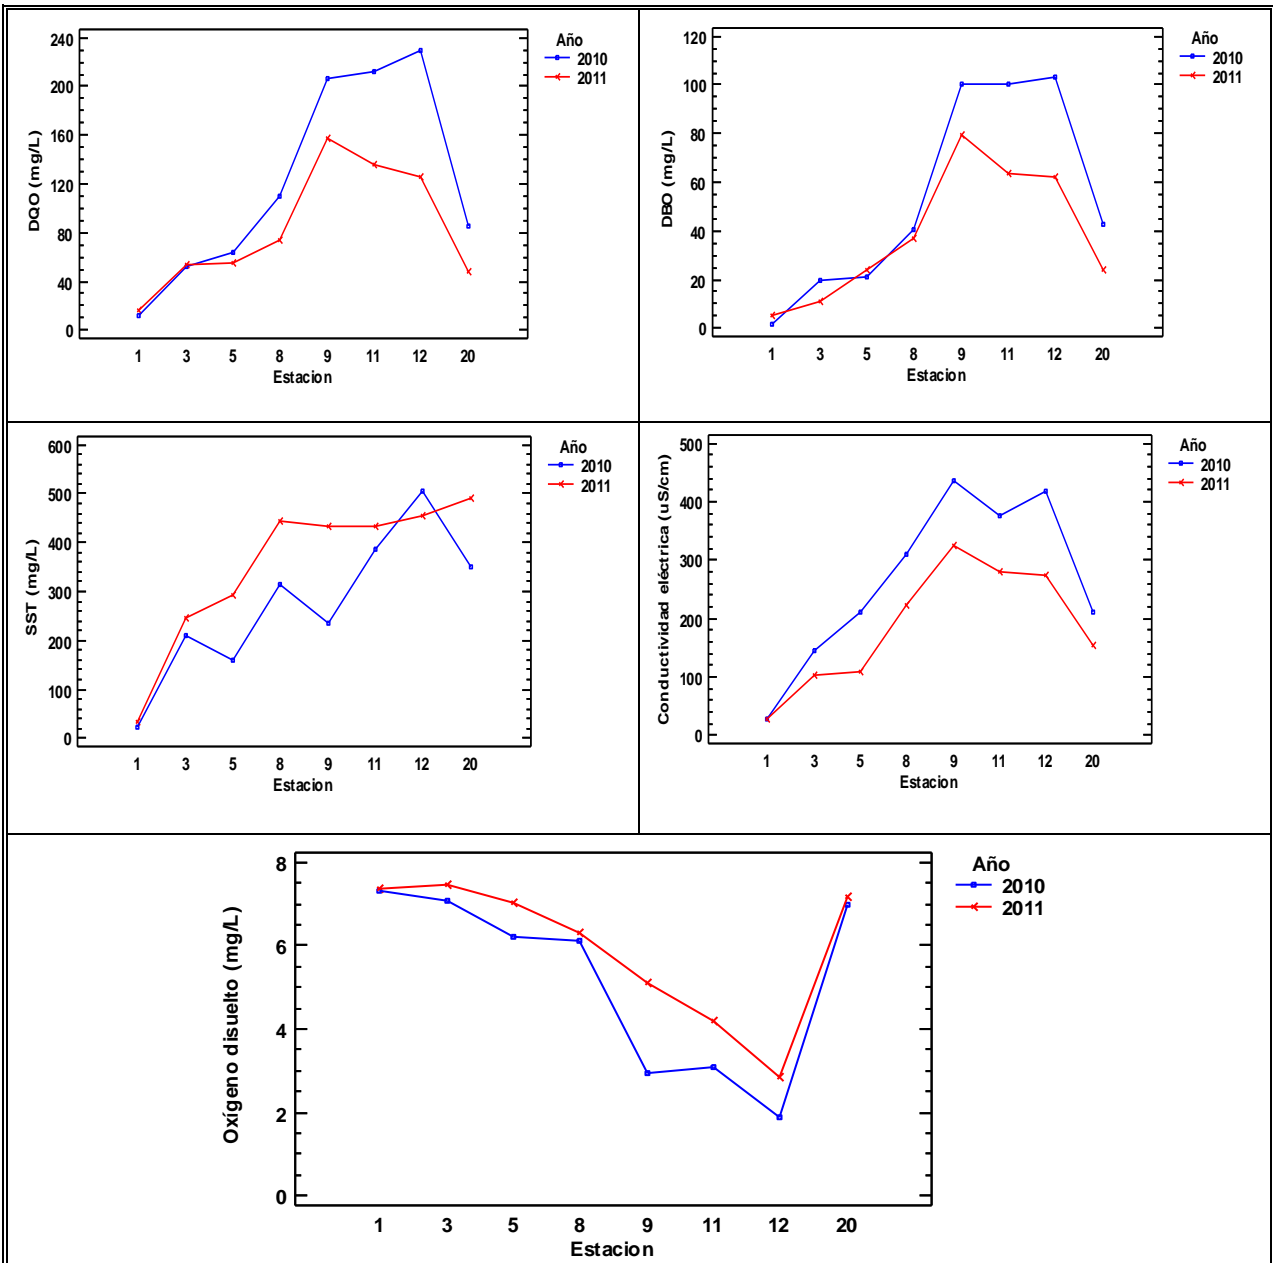 DQO (mg/L)
240
200
160
120
80
40
0
1 3 5 8 9 11 12 20
Estacion
Año
2010
2011
DBO (mg/L)
120
100
80
60
40
20
0
1 3 5 8 9 11 12 20
Estacion
Año
2010
2011
SST (mg/L)
600
500
400
300
200
100
0
1 3 5 8 9 11 12 20
Estacion
Año
2010
2011
Conductividad eléctrica (uS/cm)
500
400
300
200
100
0
1 3 5 8 9 11 12 20
Estacion
Año
2010
2011
Oxígeno disuelto (mg/L)
8
6
4
2
0
1 3 5 8 9 11 12 20
Estacion
Año
2010
2011